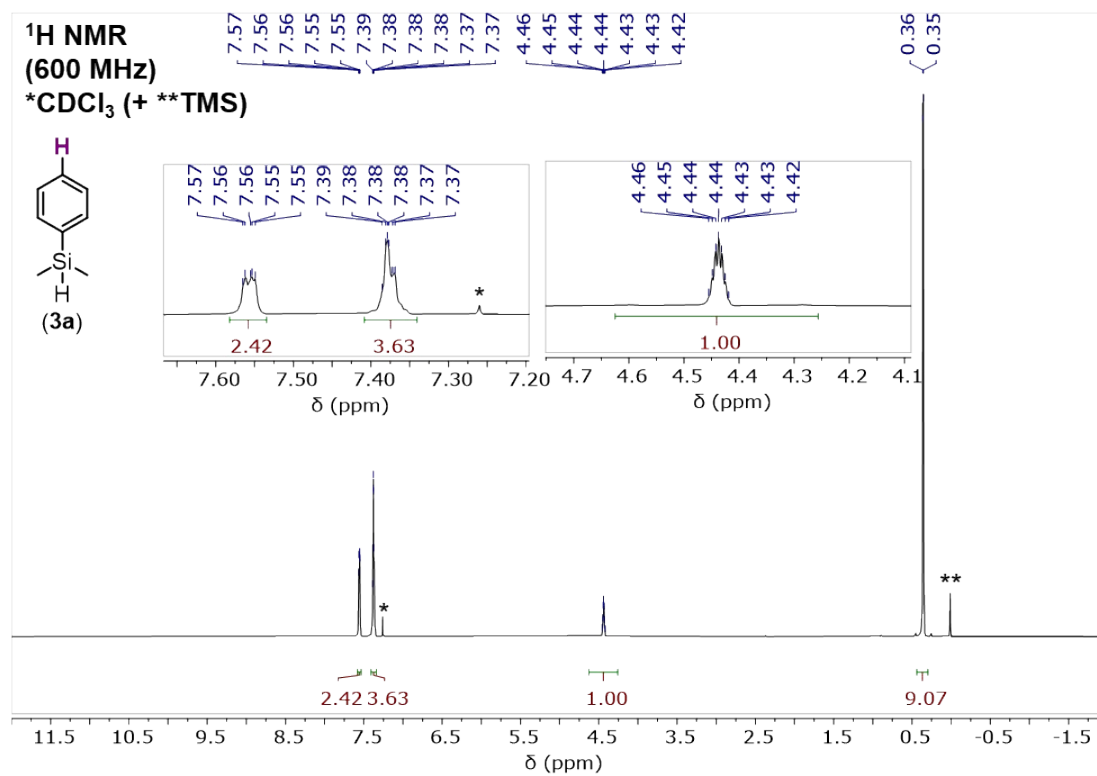 ¹H NMR
(600 MHz)
*CDCl₃ (+ **TMS)
7.57 7.56 7.56 7.55 7.55 7.39 7.38 7.38 7.38 7.37 7.37 4.46 4.45 4.44 4.44 4.43 4.43 4.42 0.36 0.35
H
Si
H
(3a)
7.57 7.56 7.56 7.55 7.55 7.39 7.38 7.38 7.38 7.37 7.37
*
2.42 3.63
7.60 7.50 7.40 7.30 7.20
δ (ppm)
4.46 4.45 4.44 4.44 4.43 4.43 4.42
1.00
4.7 4.6 4.5 4.4 4.3 4.2 4.1
δ (ppm)
* **
2.42 3.63 1.00 9.07
11.5 10.5 9.5 8.5 7.5 6.5 5.5 4.5 3.5 2.5 1.5 0.5 -0.5 -1.5
δ (ppm)